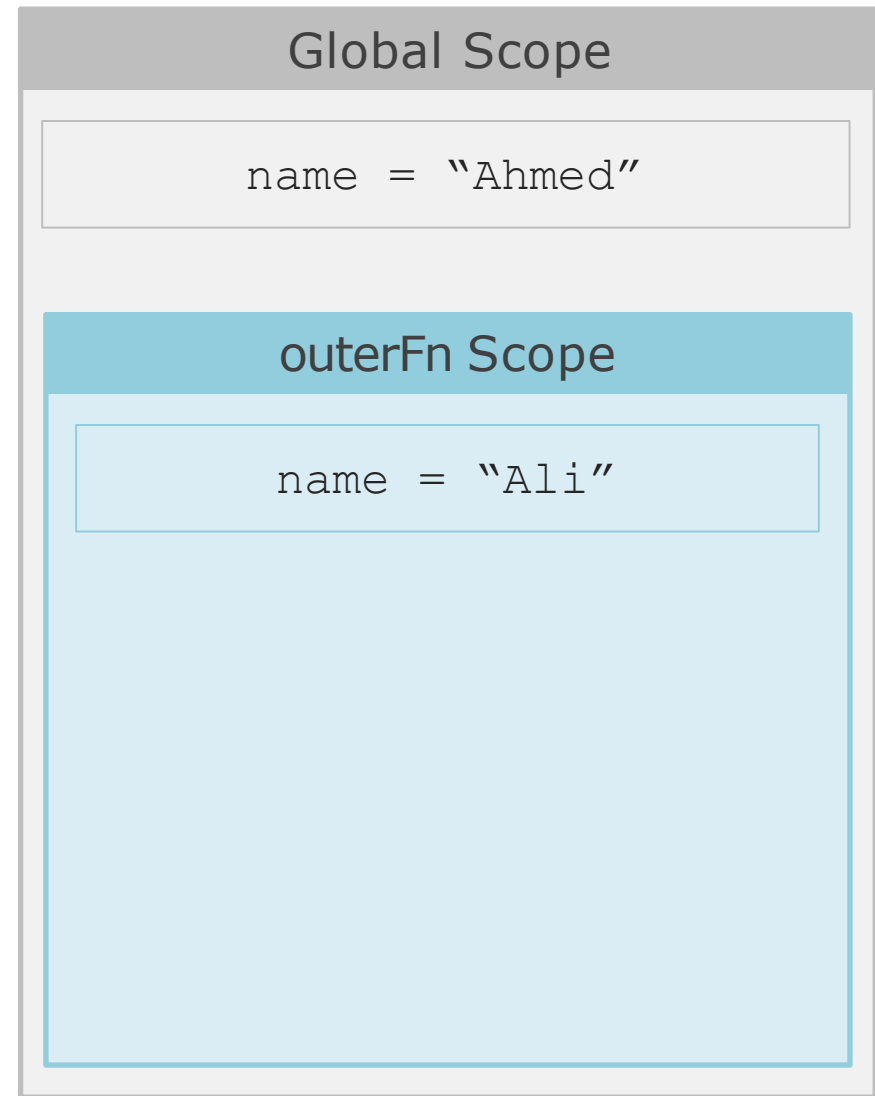 Global Scope
name = “Ahmed”
outerFn Scope
name = “Ali”